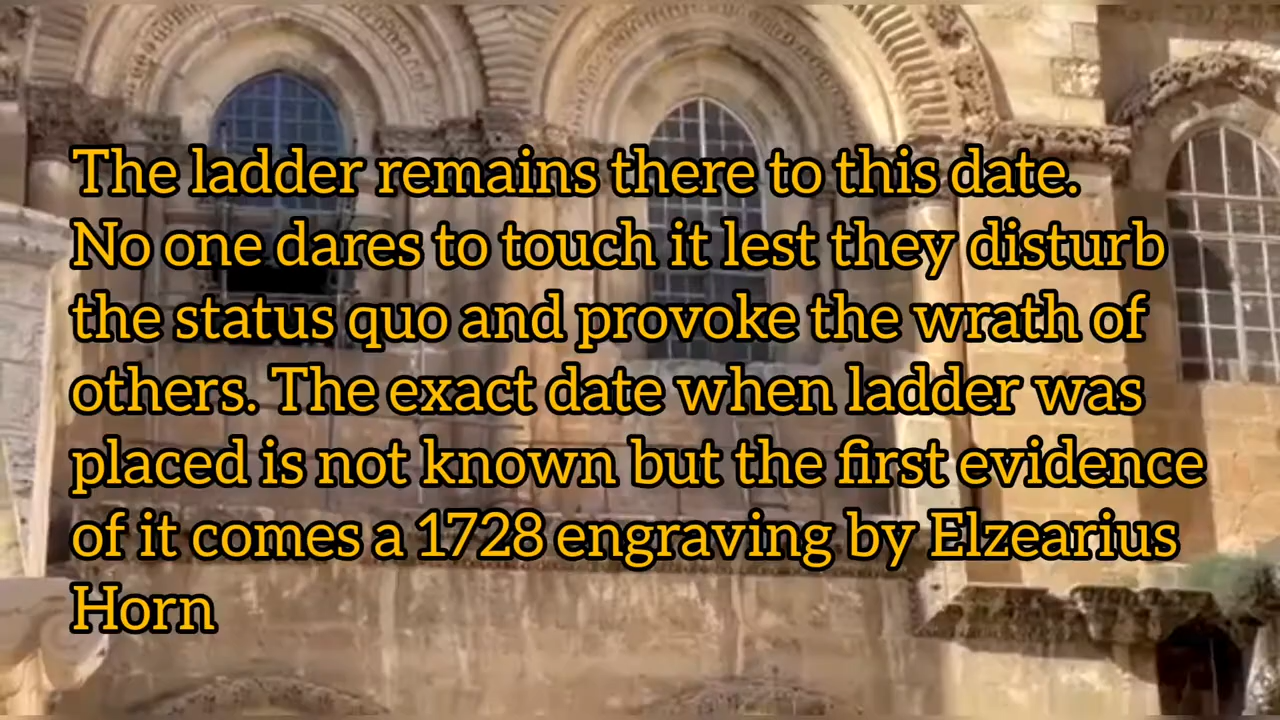 The ladder remains there to this date.
No one dares to touch it lest they disturb
the status quo and provoke the wrath of
others. The exact date when ladder was
placed is not known but the first evidence
of it comes a 1728 engraving by Elzearius
Horn